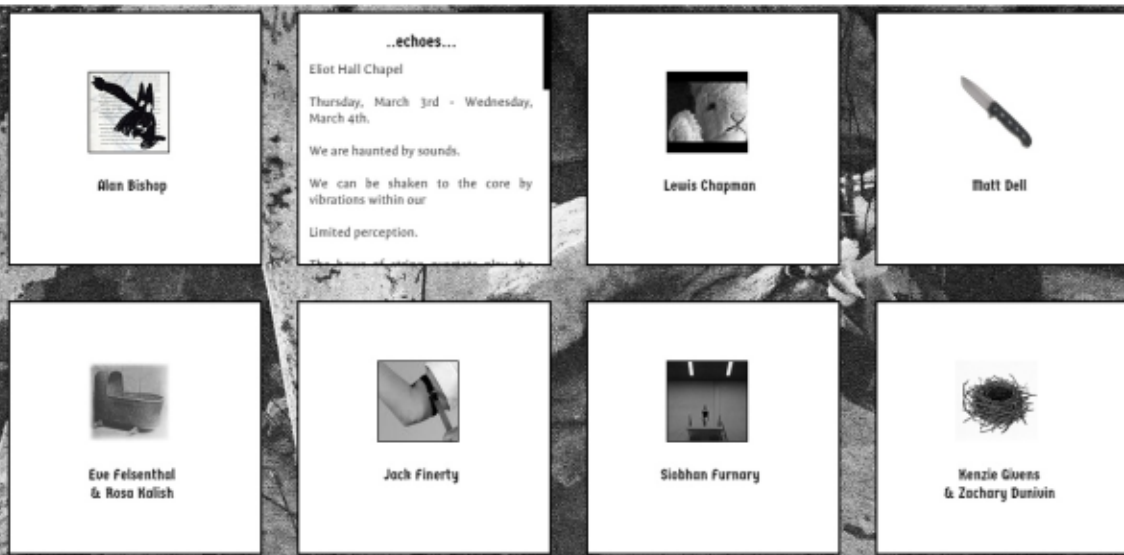 Alan Bishop
..echoes...
Eliot Hall Chapel
Thursday, March 3rd - Wednesday,
March 4th.
We are haunted by sounds.
We can be shaken to the core by
vibrations within our
Limited perception.
Lewis Chapman
Matt Dell
Eve Felsenthal
& Rosa Kalish
Jack Finerty
Siobhan Furnary
Kenzie Givens
& Zachary Dunivin